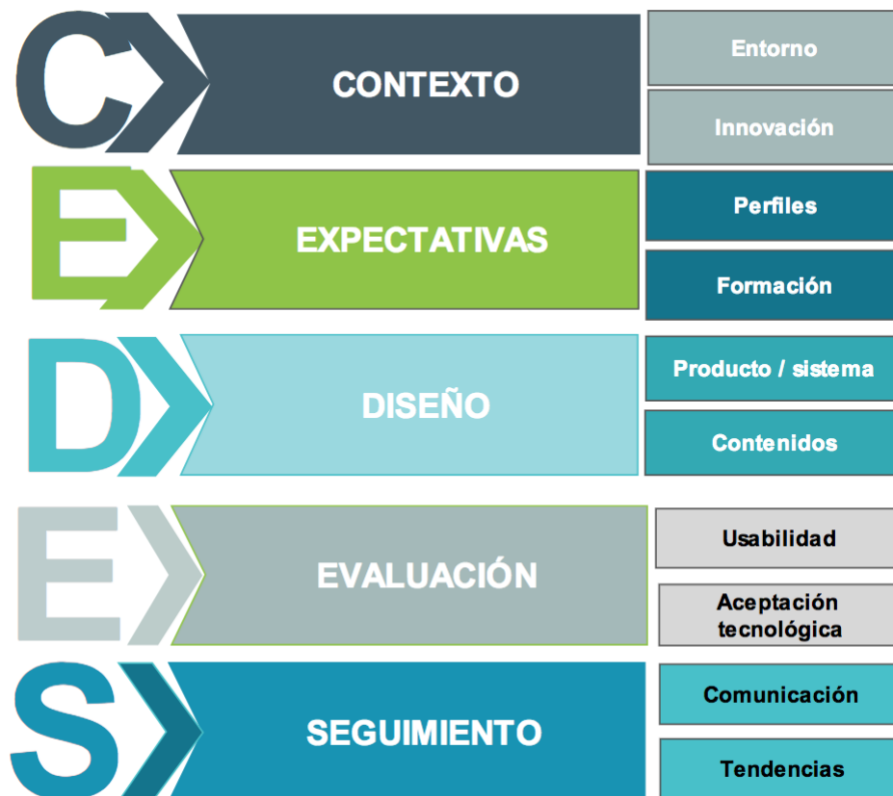 C
CONTEXTO
Entorno
Innovación
E
EXPECTATIVAS
Perfiles
Formación
D
DISEÑO
Producto / sistema
Contenidos
E
EVALUACIÓN
Usabilidad
Aceptación
tecnológica
S
SEGUIMIENTO
Comunicación
Tendencias